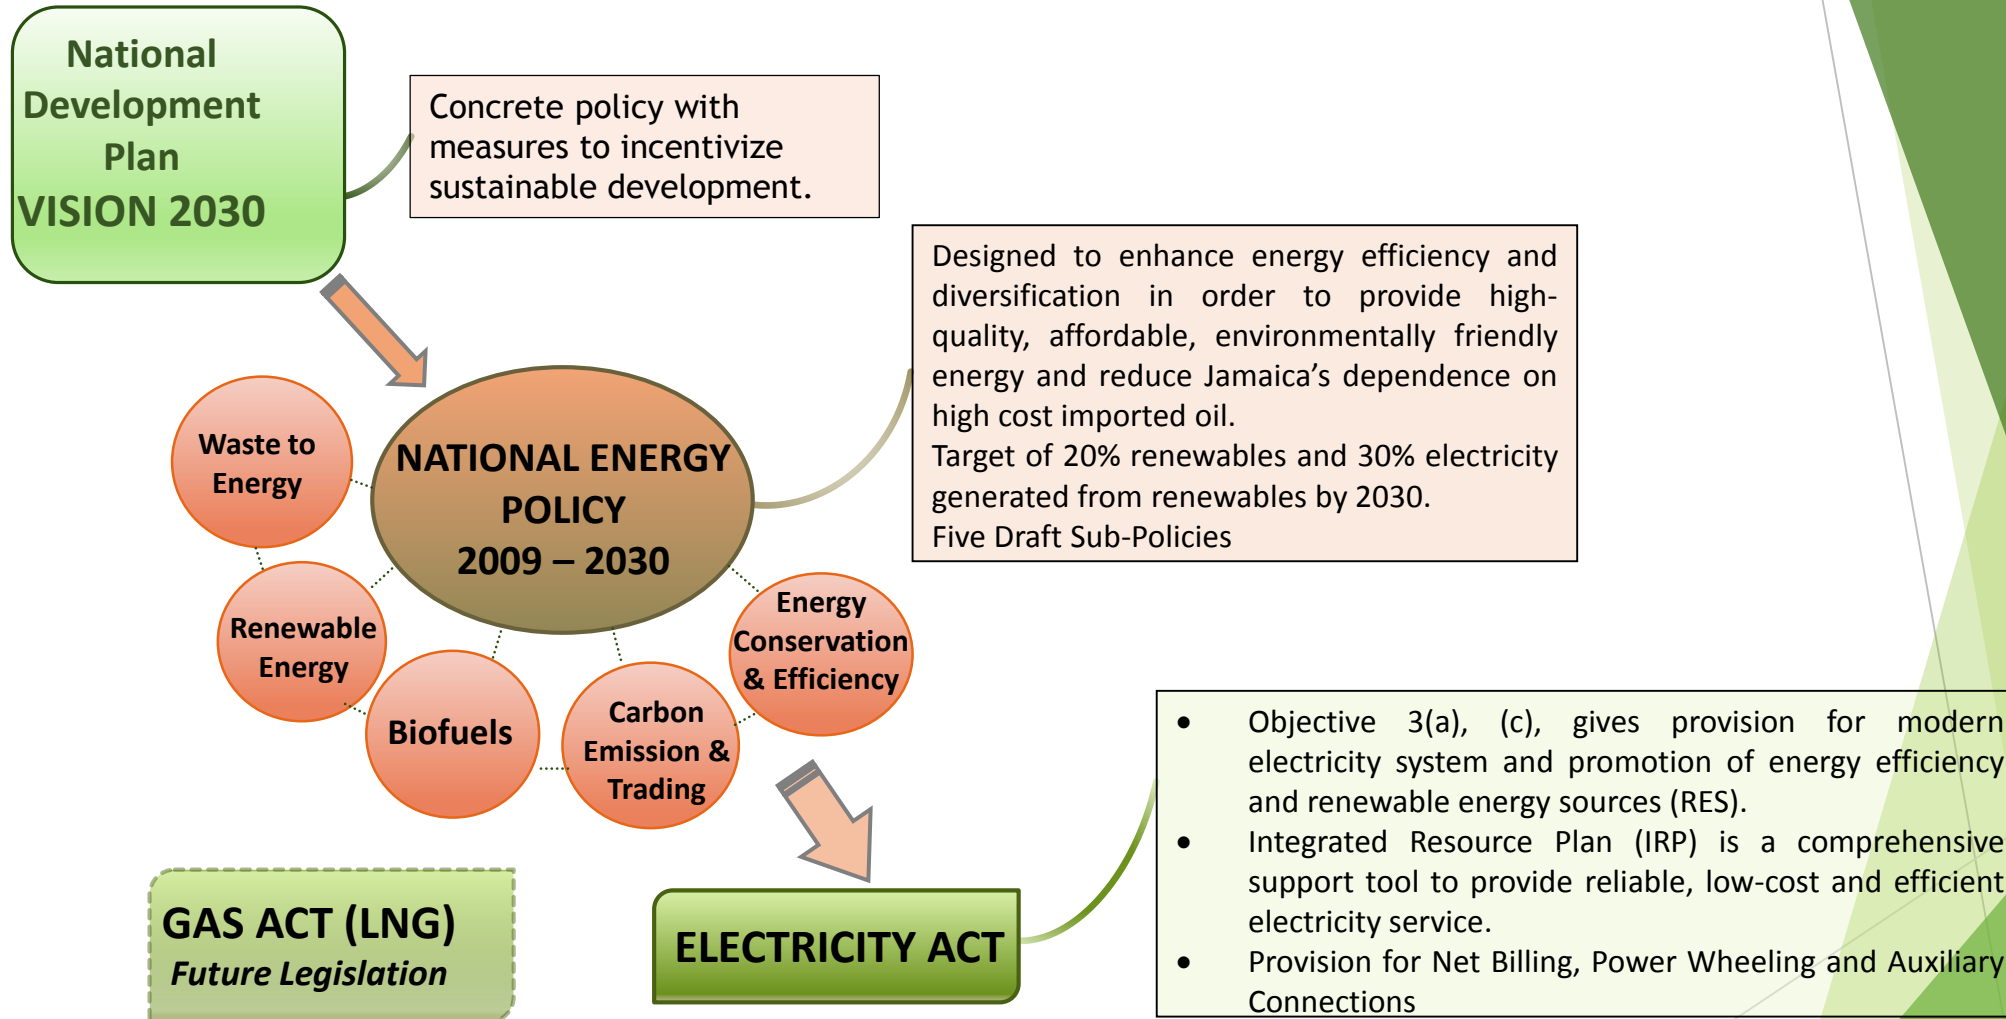 National
Development
Plan
VISION 2030
Concrete policy with
measures to incentivize
sustainable development.
Designed to enhance energy efficiency and
diversification in order to provide high-
quality, affordable, environmentally friendly
energy and reduce Jamaica’s dependence on
high cost imported oil.
Target of 20% renewables and 30% electricity
generated from renewables by 2030.
Five Draft Sub-Policies
NATIONAL ENERGY
POLICY
2009 – 2030
Waste to
Energy
Renewable
Energy
Biofuels
Carbon
Emission &
Trading
Energy
Conservation
& Efficiency
• Objective 3(a), (c), gives provision for modern
electricity system and promotion of energy efficiency
and renewable energy sources (RES).
• Integrated Resource Plan (IRP) is a comprehensive
support tool to provide reliable, low-cost and efficient
electricity service.
• Provision for Net Billing, Power Wheeling and Auxiliary
Connections
GAS ACT (LNG)
Future Legislation
ELECTRICITY ACT